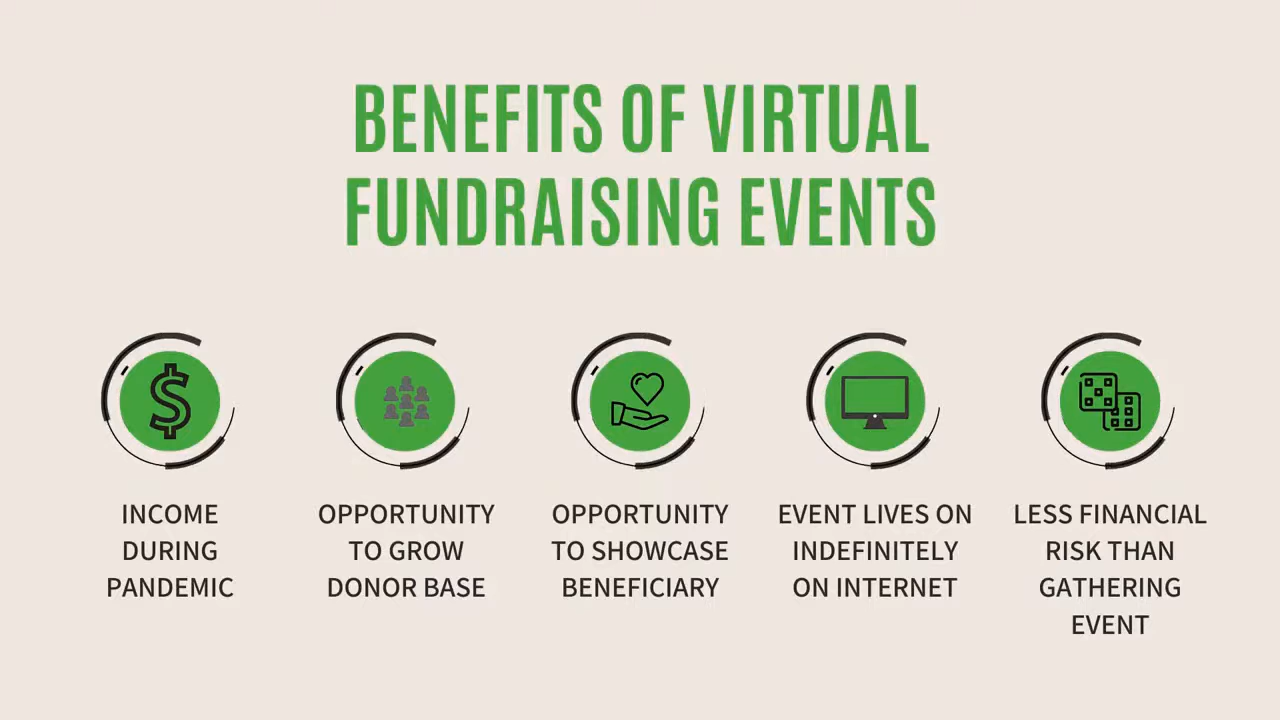 BENEFITS OF VIRTUAL
FUNDRAISING EVENTS
INCOME
DURING
PANDEMIC
OPPORTUNITY
TO GROW
DONOR BASE
OPPORTUNITY
TO SHOWCASE
BENEFICIARY
EVENT LIVES ON
INDEFINITELY
ON INTERNET
LESS FINANCIAL
RISK THAN
GATHERING
EVENT